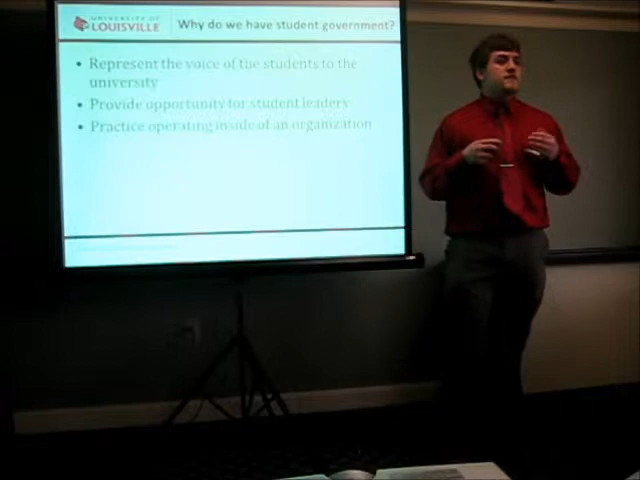 UNIVERSITY OF
LOUISVILLE
Why do we have student government?
• Represent the voice of the students to the
university
• Provide opportunity for student leaders
• Practice operating inside of an organization